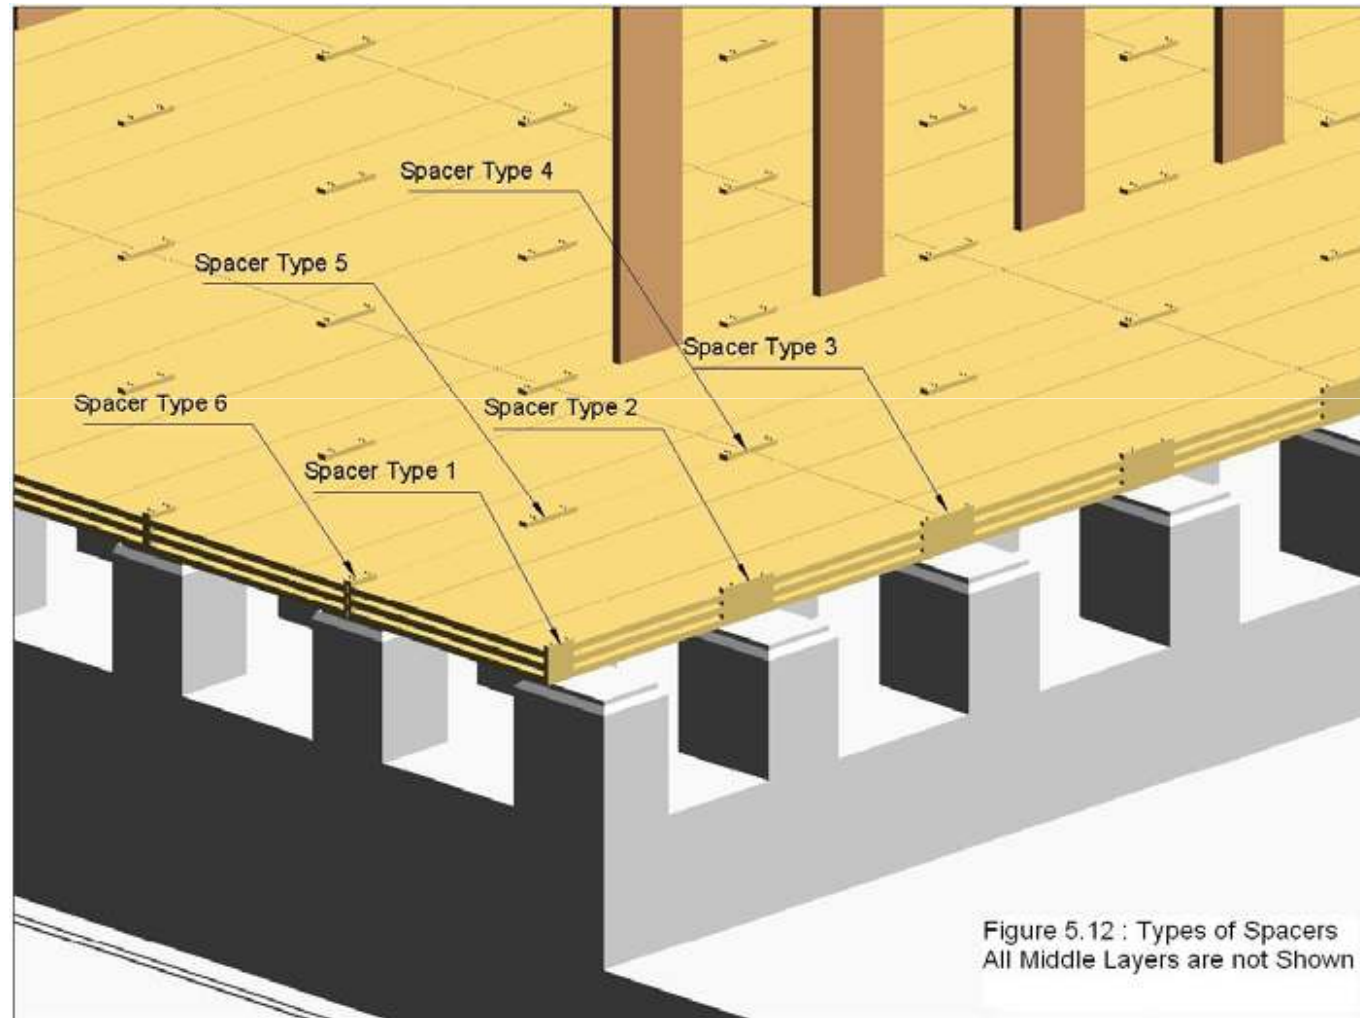 Spacer Type 4
Spacer Type 5
Spacer Type 3
Spacer Type 6
Spacer Type 2
Spacer Type 1
Figure 5.12 : Types of Spacers
All Middle Layers are not Shown